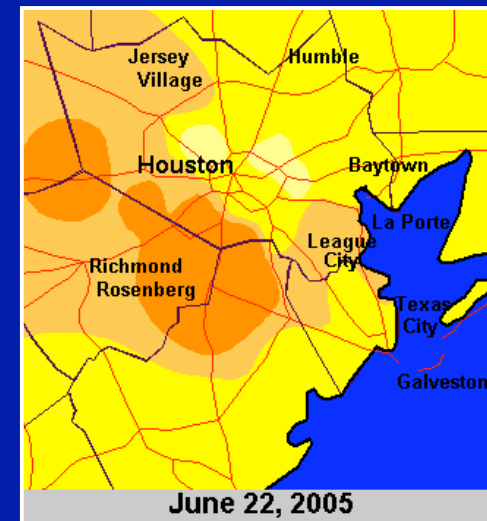 Jersey
Village
Humble
Houston
Baytown
La Porte
League
City
Richmond
Rosenberg
Texas
City
Galveston
June 22, 2005